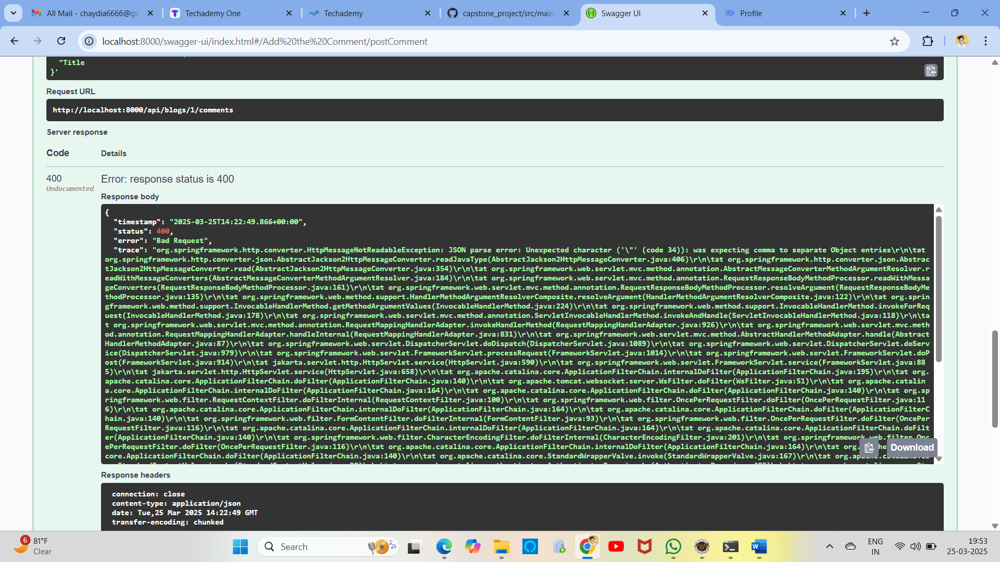 All Mail - chaydia6666@gm
Techademy One
Techademy
capstone_project/src/main
Swagger UI
Profile
localhost:8000/swagger-ui/index.html#/Add%20the%20Comment/postComment
"Title
}'
Request URL
http://localhost:8000/api/blogs/1/comments
Server response
Code
Details
400
Undocumented
Error: response status is 400
Response body
{
"timestamp": "2025-03-25T14:22:49.866+00:00",
"status": 400,
"error": "Bad Request",
"trace": "org.springframework.http.converter.HttpMessageNotReadableException: JSON parse error: Unexpected character ('\"' (code 34)): was expecting comma to separate Object entries\r\n\tat
org.springframework.http.converter.json.AbstractJackson2HttpMessageConverter.readJavaType(AbstractJackson2HttpMessageConverter.java:406)\r\n\tat org.springframework.http.converter.json.Abstrac
tJackson2HttpMessageConverter.read(AbstractJackson2HttpMessageConverter.java:354)\r\n\tat org.springframework.web.servlet.mvc.method.annotation.AbstractMessageConverterMethodArgumentResolver.r
eadWithMessageConverters(AbstractMessageConverterMethodArgumentResolver.java:184)\r\n\tat org.springframework.web.servlet.mvc.method.annotation.RequestResponseBodyMethodProcessor.readWithMessa
geConverters(RequestResponseBodyMethodProcessor.java:161)\r\n\tat org.springframework.web.servlet.mvc.method.annotation.RequestResponseBodyMethodProcessor.resolveArgument(RequestResponseBodyMe
thodProcessor.java:135)\r\n\tat org.springframework.web.method.support.HandlerMethodArgumentResolverComposite.resolveArgument(HandlerMethodArgumentResolverComposite.java:122)\r\n\tat org.sprin
gframework.web.method.support.InvocableHandlerMethod.getMethodArgumentValues(InvocableHandlerMethod.java:224)\r\n\tat org.springframework.web.method.support.InvocableHandlerMethod.invokeForReq
uest(InvocableHandlerMethod.java:178)\r\n\tat org.springframework.web.servlet.mvc.method.annotation.ServletInvocableHandlerMethod.invokeAndHandle(ServletInvocableHandlerMethod.java:118)\r\n\ta
t org.springframework.web.servlet.mvc.method.annotation.RequestMappingHandlerAdapter.invokeHandlerMethod(RequestMappingHandlerAdapter.java:926)\r\n\tat org.springframework.web.servlet.mvc.meth
od.annotation.RequestMappingHandlerAdapter.handleInternal(RequestMappingHandlerAdapter.java:831)\r\n\tat org.springframework.web.servlet.mvc.method.AbstractHandlerMethodAdapter.handle(Abstract
HandlerMethodAdapter.java:87)\r\n\tat org.springframework.web.servlet.DispatcherServlet.doDispatch(DispatcherServlet.java:1089)\r\n\tat org.springframework.web.servlet.DispatcherServlet.doServ
ice(DispatcherServlet.java:979)\r\n\tat org.springframework.web.servlet.FrameworkServlet.processRequest(FrameworkServlet.java:1014)\r\n\tat org.springframework.web.servlet.FrameworkServlet.doP
ost(FrameworkServlet.java:914)\r\n\tat jakarta.servlet.http.HttpServlet.service(HttpServlet.java:590)\r\n\tat org.springframework.web.servlet.FrameworkServlet.service(FrameworkServlet.java:88
5)\r\n\tat jakarta.servlet.http.HttpServlet.service(HttpServlet.java:658)\r\n\tat org.apache.catalina.core.ApplicationFilterChain.internalDoFilter(ApplicationFilterChain.java:195)\r\n\tat org.
apache.catalina.core.ApplicationFilterChain.doFilter(ApplicationFilterChain.java:140)\r\n\tat org.apache.tomcat.websocket.server.WsFilter.doFilter(WsFilter.java:51)\r\n\tat org.apache.catalin
a.core.ApplicationFilterChain.internalDoFilter(ApplicationFilterChain.java:164)\r\n\tat org.apache.catalina.core.ApplicationFilterChain.doFilter(ApplicationFilterChain.java:140)\r\n\tat org.sp
ringframework.web.filter.RequestContextFilter.doFilterInternal(RequestContextFilter.java:100)\r\n\tat org.springframework.web.filter.OncePerRequestFilter.doFilter(OncePerRequestFilter.java:11
6)\r\n\tat org.apache.catalina.core.ApplicationFilterChain.internalDoFilter(ApplicationFilterChain.java:164)\r\n\tat org.apache.catalina.core.ApplicationFilterChain.doFilter(ApplicationFilterC
hain.java:140)\r\n\tat org.springframework.web.filter.FormContentFilter.doFilterInternal(FormContentFilter.java:93)\r\n\tat org.springframework.web.filter.OncePerRequestFilter.doFilter(OncePer
RequestFilter.java:116)\r\n\tat org.apache.catalina.core.ApplicationFilterChain.internalDoFilter(ApplicationFilterChain.java:164)\r\n\tat org.apache.catalina.core.ApplicationFilterChain.doFilt
er(ApplicationFilterChain.java:140)\r\n\tat org.springframework.web.filter.CharacterEncodingFilter.doFilterInternal(CharacterEncodingFilter.java:201)\r\n\tat org.springframework.web.filter.Onc
ePerRequestFilter.doFilter(OncePerRequestFilter.java:116)\r\n\tat org.apache.catalina.core.ApplicationFilterChain.internalDoFilter(ApplicationFilterChain.java:164)\r\n\tat org.
Download
core.ApplicationFilterChain.doFilter(ApplicationFilterChain.java:140)\r\n\tat org.apache.catalina.core.StandardWrapperValve.invoke(StandardWrapperValve.java:167)\r\n\tat org.apache.catalina.co
Response headers
connection: close
content-type: application/json
date: Tue,25 Mar 2025 14:22:49 GMT
transfer-encoding: chunked
6
81°F
Clear
Search
ENG
IN
19:53
25-03-2025